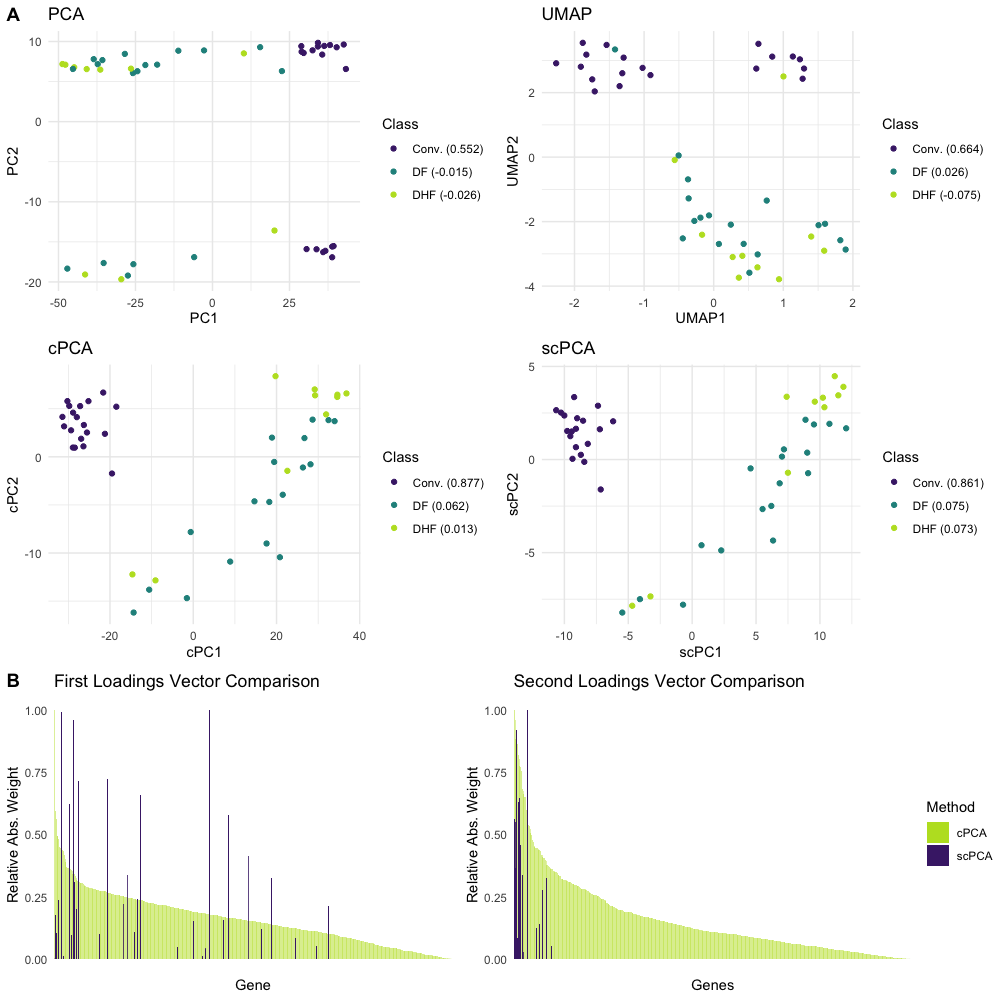 A
PCA
10
0
-10
-20
PC2
-50
-25
0
25
PC1
Class
Conv. (0.552)
DF (-0.015)
DHF (-0.026)
UMAP
2
0
-2
-4
UMAP2
-2
-1
0
1
2
UMAP1
Class
Conv. (0.664)
DF (0.026)
DHF (-0.075)
cPCA
0
-10
cPC2
-20
0
20
40
cPC1
Class
Conv. (0.877)
DF (0.062)
DHF (0.013)
scPCA
5
0
-5
scPC2
-10
-5
0
5
10
scPC1
Class
Conv. (0.861)
DF (0.075)
DHF (0.073)
B
First Loadings Vector Comparison
1.00
0.75
0.50
0.25
0.00
Relative Abs. Weight
Gene
Second Loadings Vector Comparison
1.00
0.75
0.50
0.25
0.00
Relative Abs. Weight
Genes
Method
cPCA
scPCA